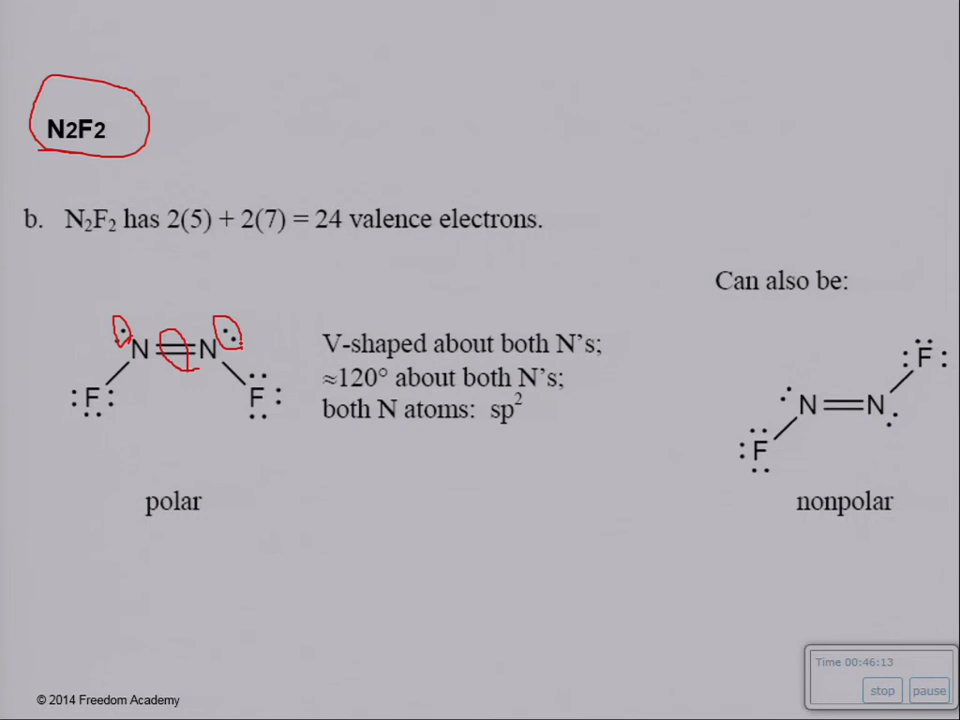 N2F2
b. N₂F₂ has 2(5) + 2(7) = 24 valence electrons.
Can also be:
N N
F F
V-shaped about both N's;
≈120° about both N's;
both N atoms: sp²
F
N N
F
polar
nonpolar
Time 00:46:13
stop pause
© 2014 Freedom Academy